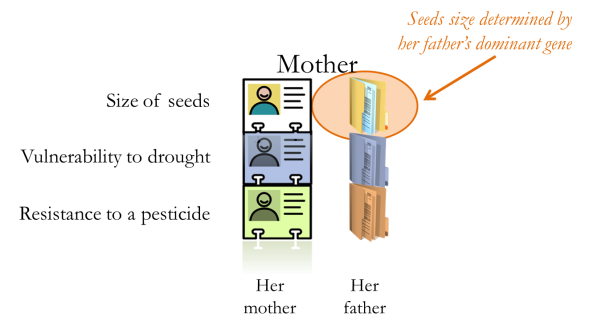 Seeds size determined by
her father's dominant gene
Mother
Size of seeds
Vulnerability to drought
Resistance to a pesticide
Her
mother
Her
father